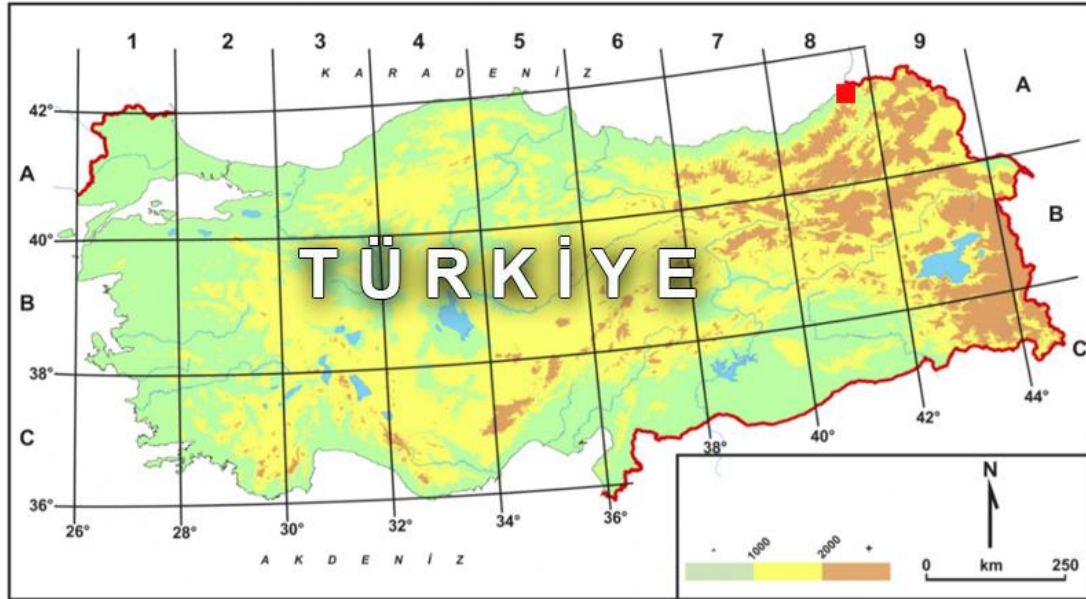 1 2 3 4 5 6 7 8 9
K A R A D E N İ Z
A
42°
A
B
40°
TÜRKİYE
B
38°
C
C
44°
42°
40°
38°
36°
36°
26° 28° 30° 32° 34°
N
- 1000 2000 +
0 km 250
A K D E N İ Z